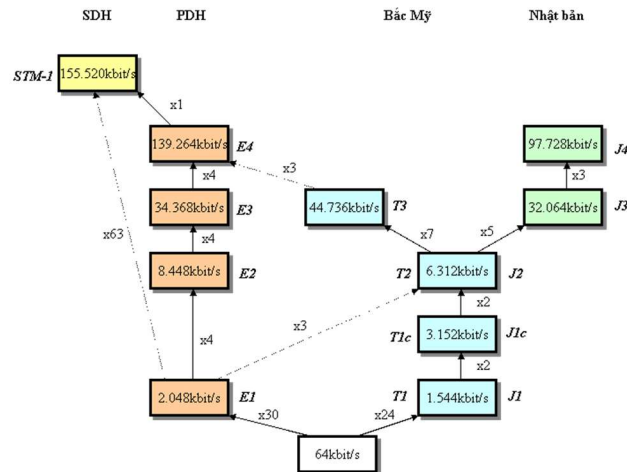 SDH PDH Bắc Mỹ Nhật bản
STM-1 155.520kbit/s
x1
139.264kbit/s E4 97.728kbit/s J4
x4 x3 x3
34.368kbit/s E3 44.736kbit/s T3 32.064kbit/s J3
x63 x4 x7 x5
8.448kbit/s E2 T2 6.312kbit/s J2
x4 x3 x2
T1c 3.152kbit/s J1c
x2
2.048kbit/s E1 T1 1.544kbit/s J1
x30 x24
64kbit/s